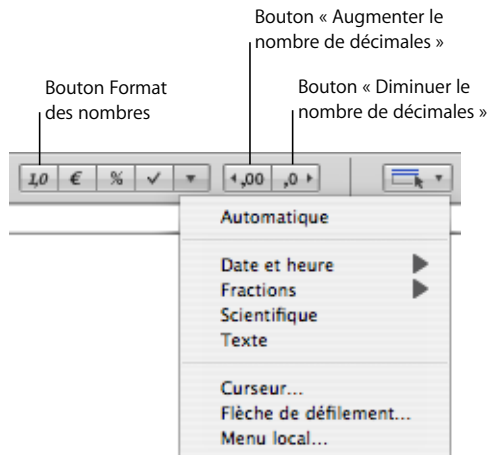 Bouton « Augmenter le
nombre de décimales »
Bouton Format
des nombres
Bouton « Diminuer le
nombre de décimales »
1,0 € % ,00 ,0
Automatique
Date et heure
Fractions
Scientifique
Texte
Curseur...
Flèche de défilement...
Menu local...